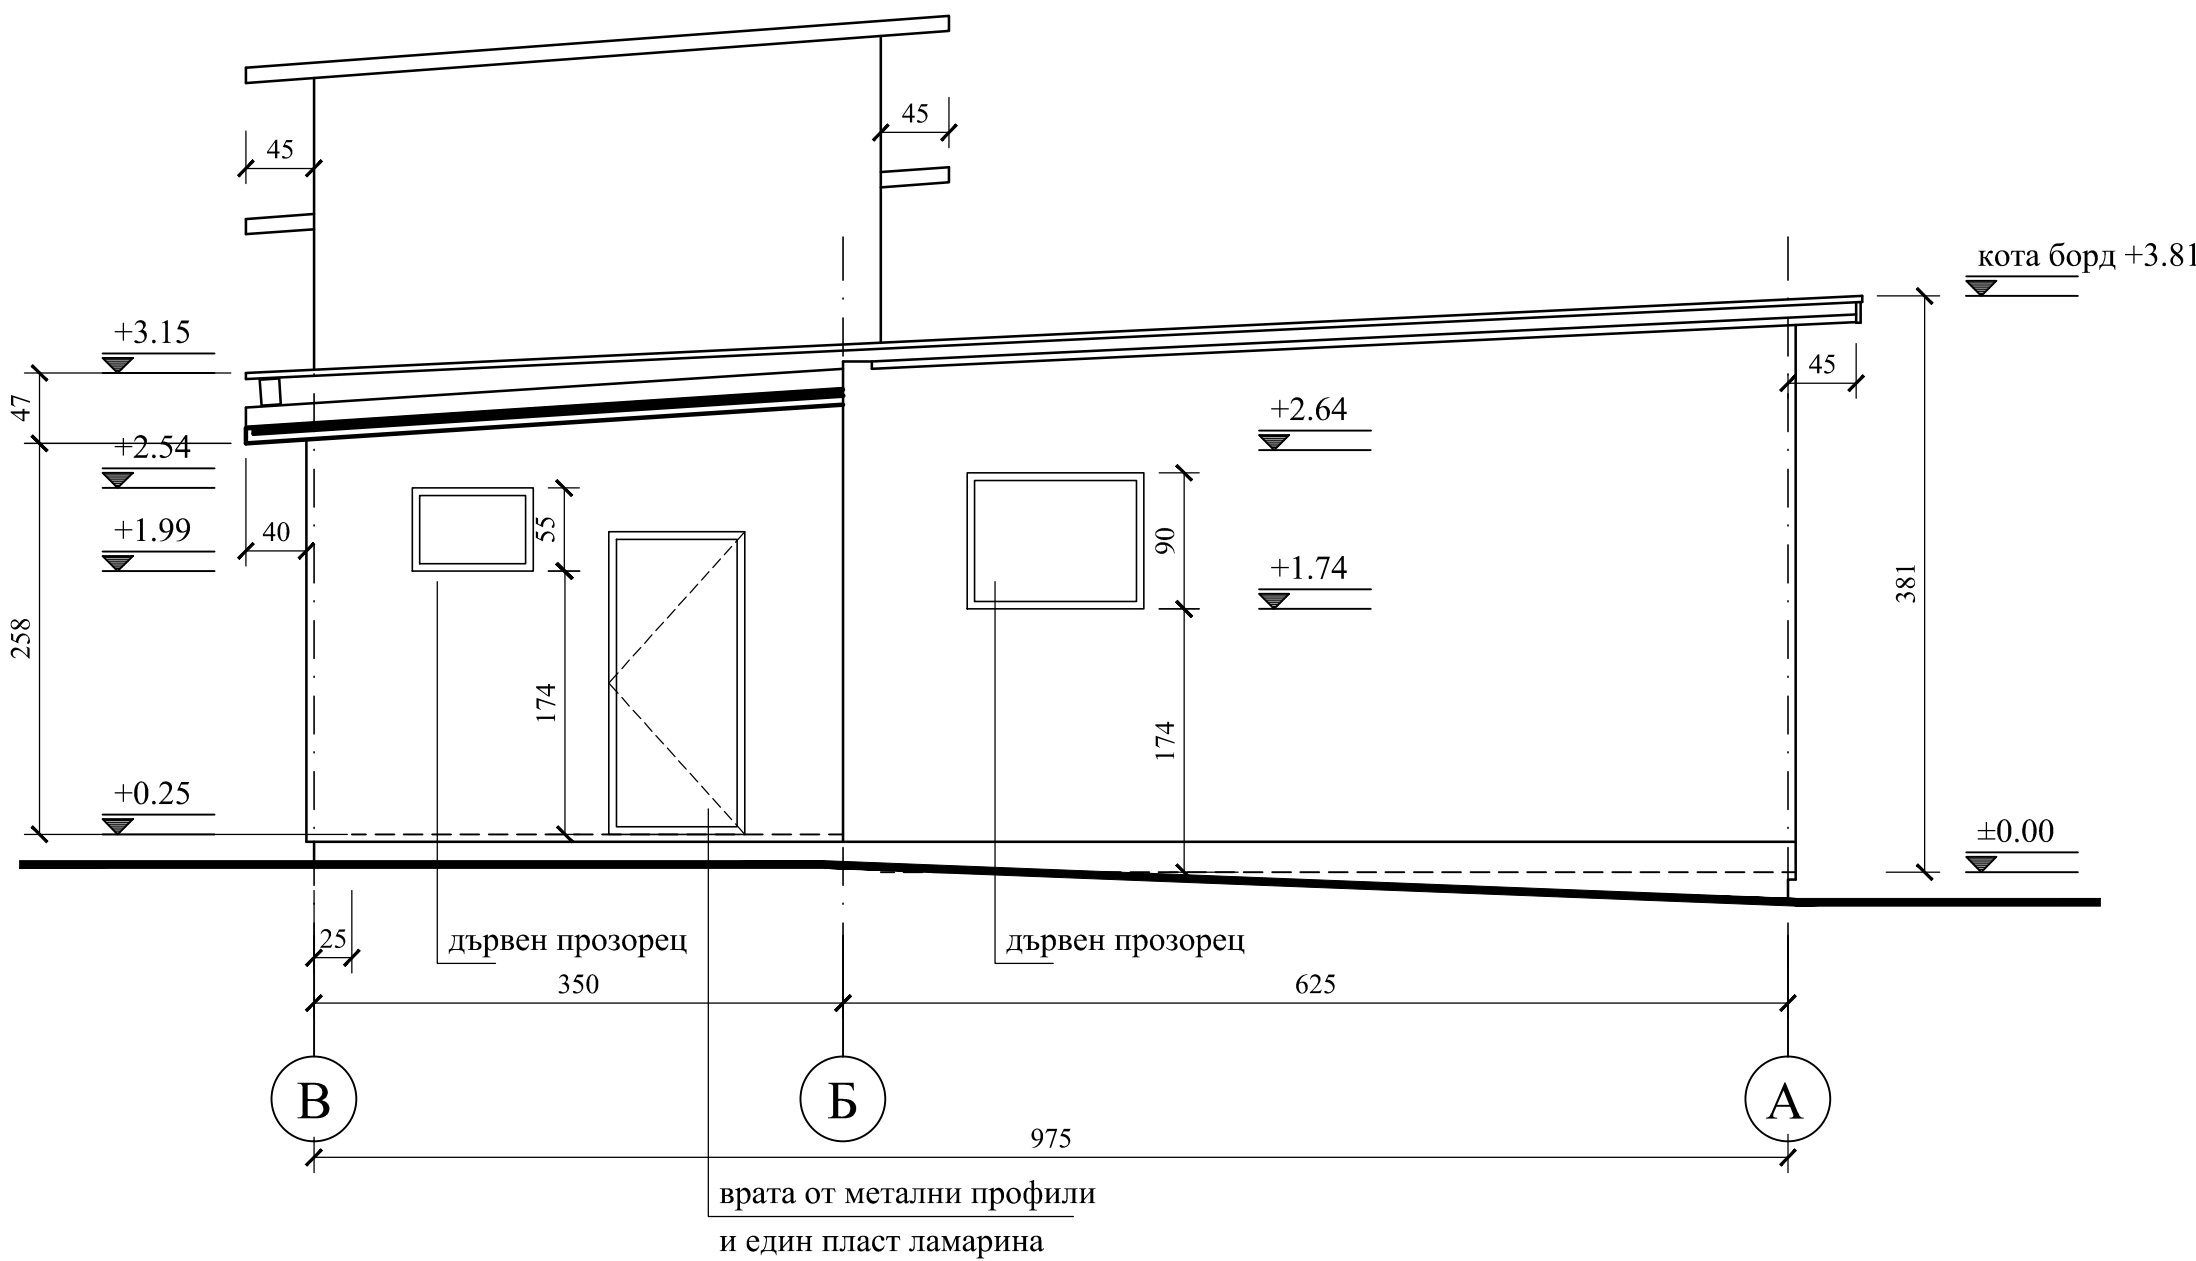 45
45
кота борд +3.81
+3.15
45
47
+2.64
+2.54
+1.99
40
55
90
+1.74
381
258
174
174
+0.25
±0.00
25
дървен прозорец
дървен прозорец
350
625
В
Б
А
975
врата от метални профили
и един пласт ламарина